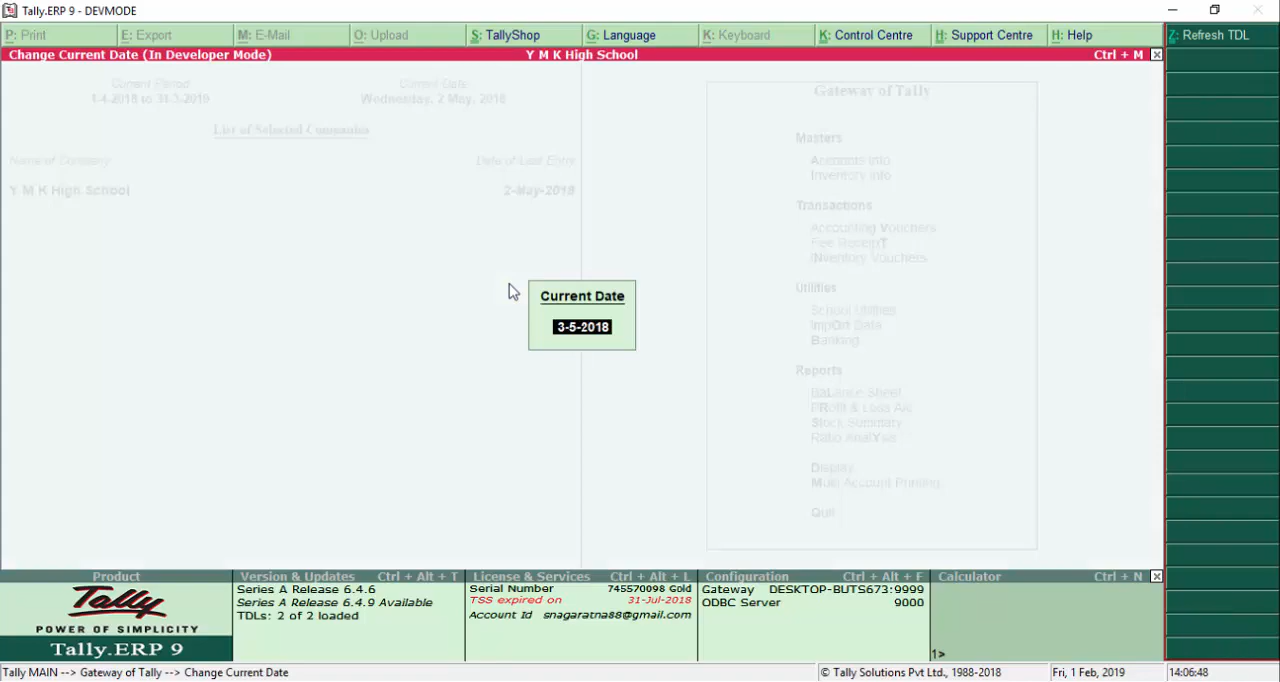 Tally.ERP 9 - DEVMODE
P: Print
E: Export
M: E-Mail
O: Upload
S: TallyShop
G: Language
K: Keyboard
K: Control Centre
H: Support Centre
H: Help
Z: Refresh TDL
Change Current Date (In Developer Mode)
Y M K High School
Ctrl + M
Current Period
1-4-2018 to 31-3-2019
Current Date
Wednesday, 2 May, 2018
List of Selected Companies
Name of Company
Date of Last Entry
Y M K High School
2-May-2018
Gateway of Tally
Masters
Accounts Info
Inventory Info
Transactions
Accounting Vouchers
Fee ReceipT
INventory Vouchers
Utilities
School Utilities
ImpOrt Data
Banking
Reports
BaLance Sheet
PRofit & Loss A/c
Stock Summary
Ratio AnalYsis
Display
Multi Account Printing
Quit
Current Date
3-5-2018
Product
Tally
POWER OF SIMPLICITY
Tally.ERP 9
Version & Updates Ctrl + Alt + T
Series A Release 6.4.6
Series A Release 6.4.9 Available
TDLs: 2 of 2 loaded
License & Services Ctrl + Alt + L
Serial Number 745570098 Gold
TSS expired on 31-Jul-2018
Account Id snagaratna88@gmail.com
Configuration Ctrl + Alt + F
Gateway DESKTOP-BUTS673:9999
ODBC Server 9000
Calculator Ctrl + N
1>
Tally MAIN --> Gateway of Tally --> Change Current Date
© Tally Solutions Pvt Ltd., 1988-2018
Fri, 1 Feb, 2019
14:06:48